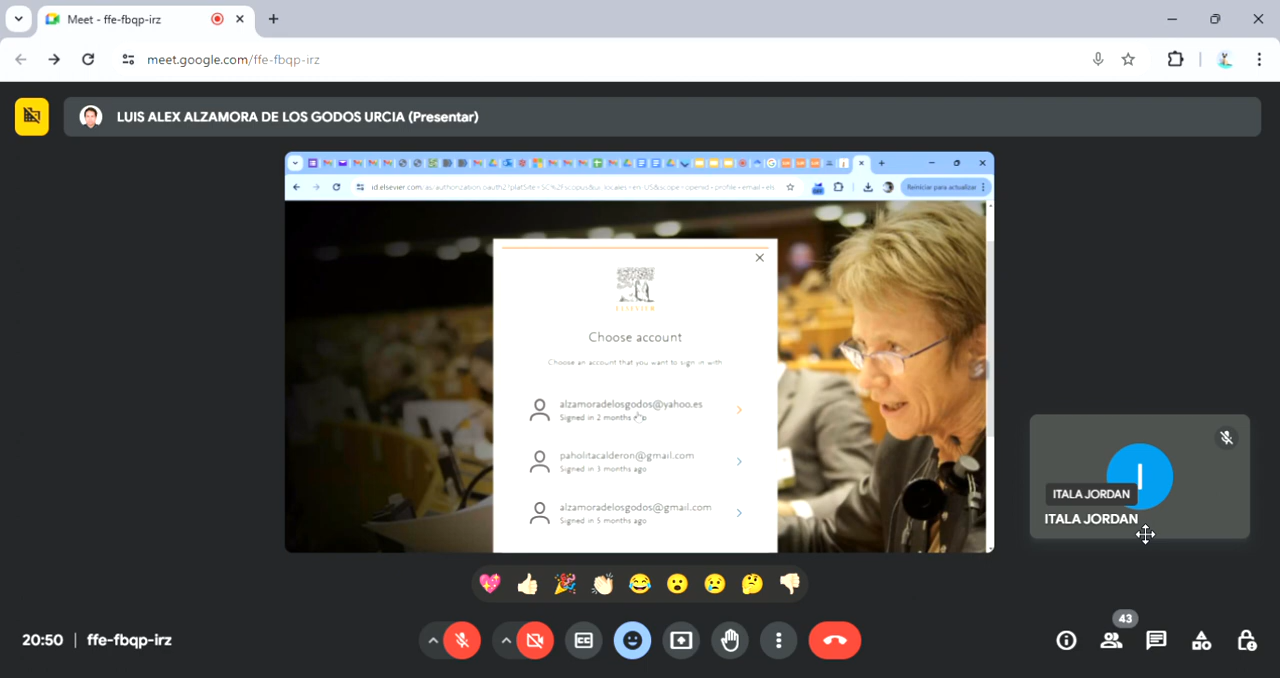 Meet - ffe-fbqp-irz
meet.google.com/ffe-fbqp-irz
LUIS ALEX ALZAMORA DE LOS GODOS URCIA (Presentar)
id.elsevier.com
Reiniciar para actualizar
ELSEVIER
Choose account
Choose an account that you want to sign in with
alzamoradelosgodos@yahoo.es
Signed in 2 months ago
paholitacalderon@gmail.com
Signed in 3 months ago
alzamoradelosgodos@gmail.com
Signed in 5 months ago
I
ITALA JORDAN
ITALA JORDAN
43
20:50 | ffe-fbqp-irz